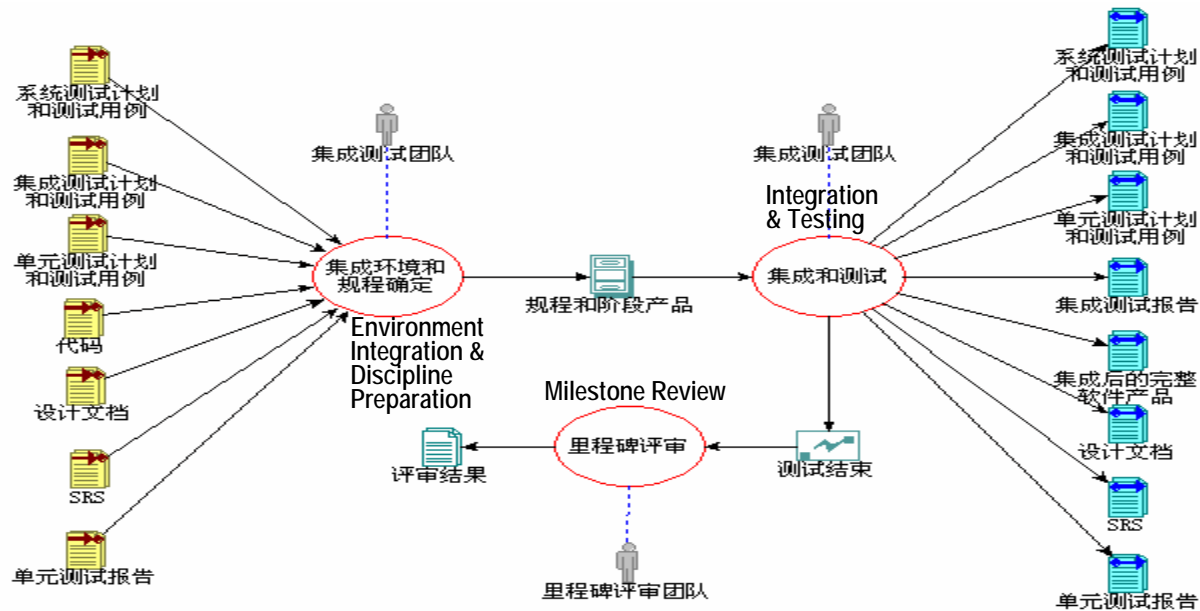 系统测试计划
和测试用例
集成测试计划
和测试用例
单元测试计划
和测试用例
代码
设计文档
SRS
单元测试报告
集成测试团队
集成环境和
规程确定
Environment
Integration &
Discipline
Preparation
规程和阶段产品
集成测试团队
Integration
& Testing
集成和测试
Milestone Review
里程碑评审
评审结果
测试结束
里程碑评审团队
系统测试计划
和测试用例
集成测试计划
和测试用例
单元测试计划
和测试用例
集成测试报告
集成后的完整
软件产品
设计文档
SRS
单元测试报告